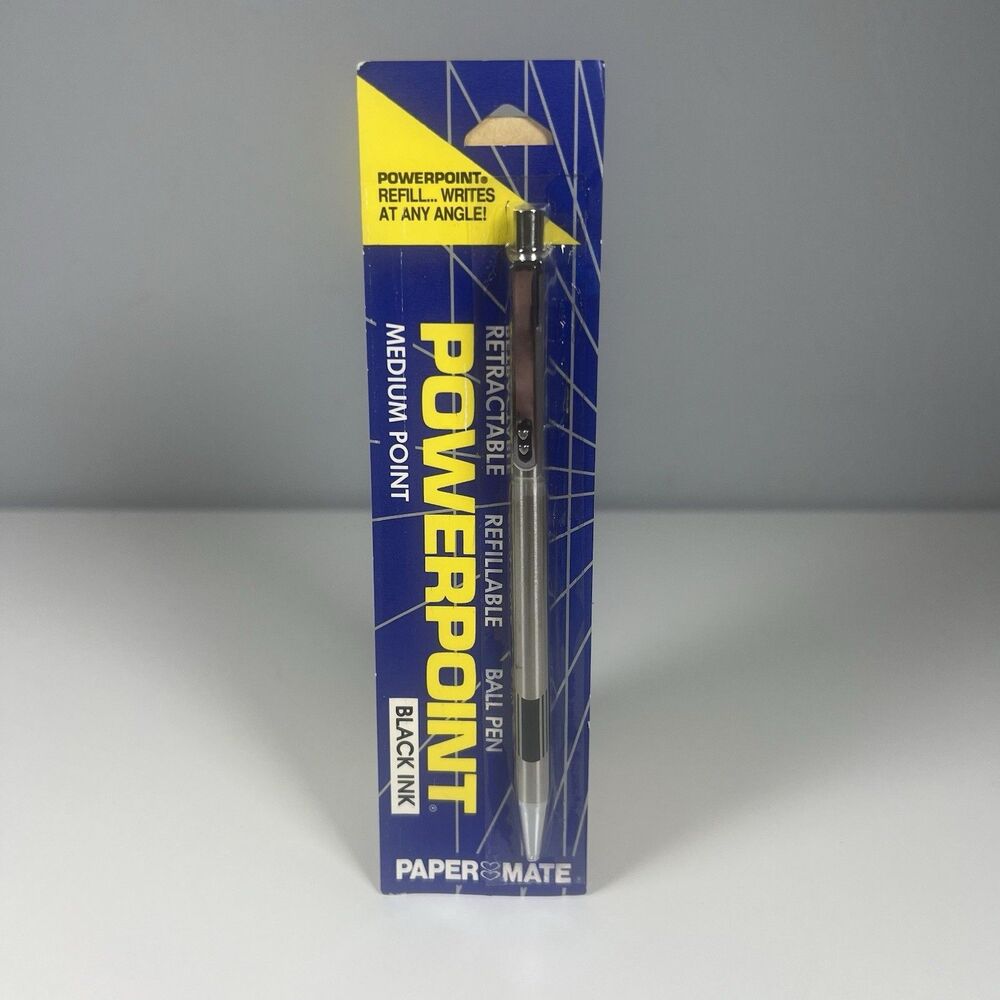 POWERPOINT®
REFILL... WRITES
AT ANY ANGLE!
RETRACTABLE REFILLABLE BALL PEN
POWERPOINT®
MEDIUM POINT
BLACK INK
PAPER MATE®